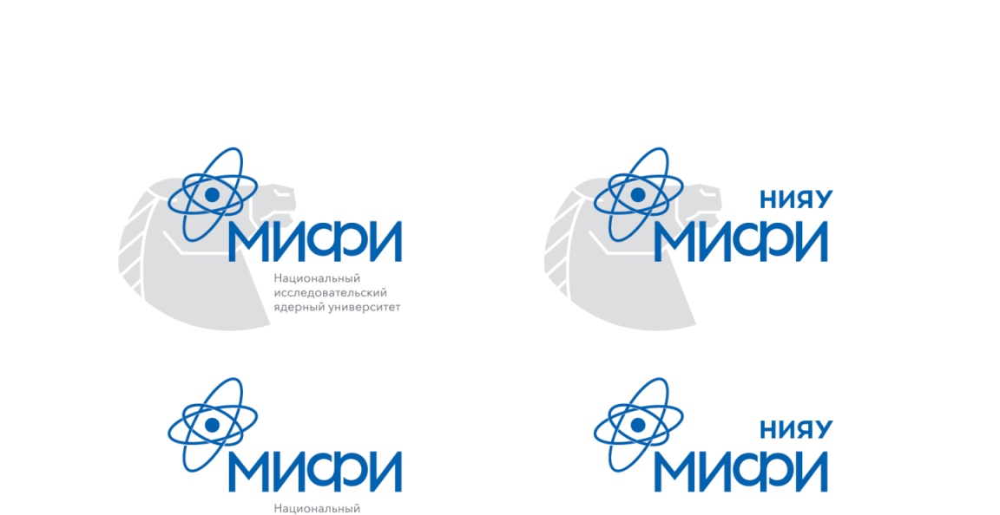 МИФИ
Национальный
исследовательский
ядерный университет
НИЯУ
МИФИ
МИФИ
Национальный
НИЯУ
МИФИ